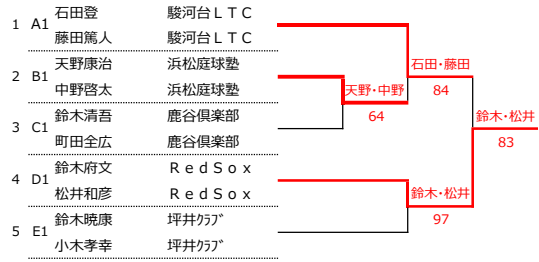 1 A1 石田登 駿河台ＬＴＣ
藤田篤人 駿河台ＬＴＣ
2 B1 天野康治 浜松庭球塾
中野啓太 浜松庭球塾
3 C1 鈴木清吾 鹿谷倶楽部
町田全広 鹿谷倶楽部
4 D1 鈴木府文 ＲｅｄＳｏｘ
松井和彦 ＲｅｄＳｏｘ
5 E1 鈴木暁康 坪井ｸﾗﾌﾞ
小木孝幸 坪井ｸﾗﾌﾞ
天野・中野
64
石田・藤田
84
鈴木・松井
97
鈴木・松井
83